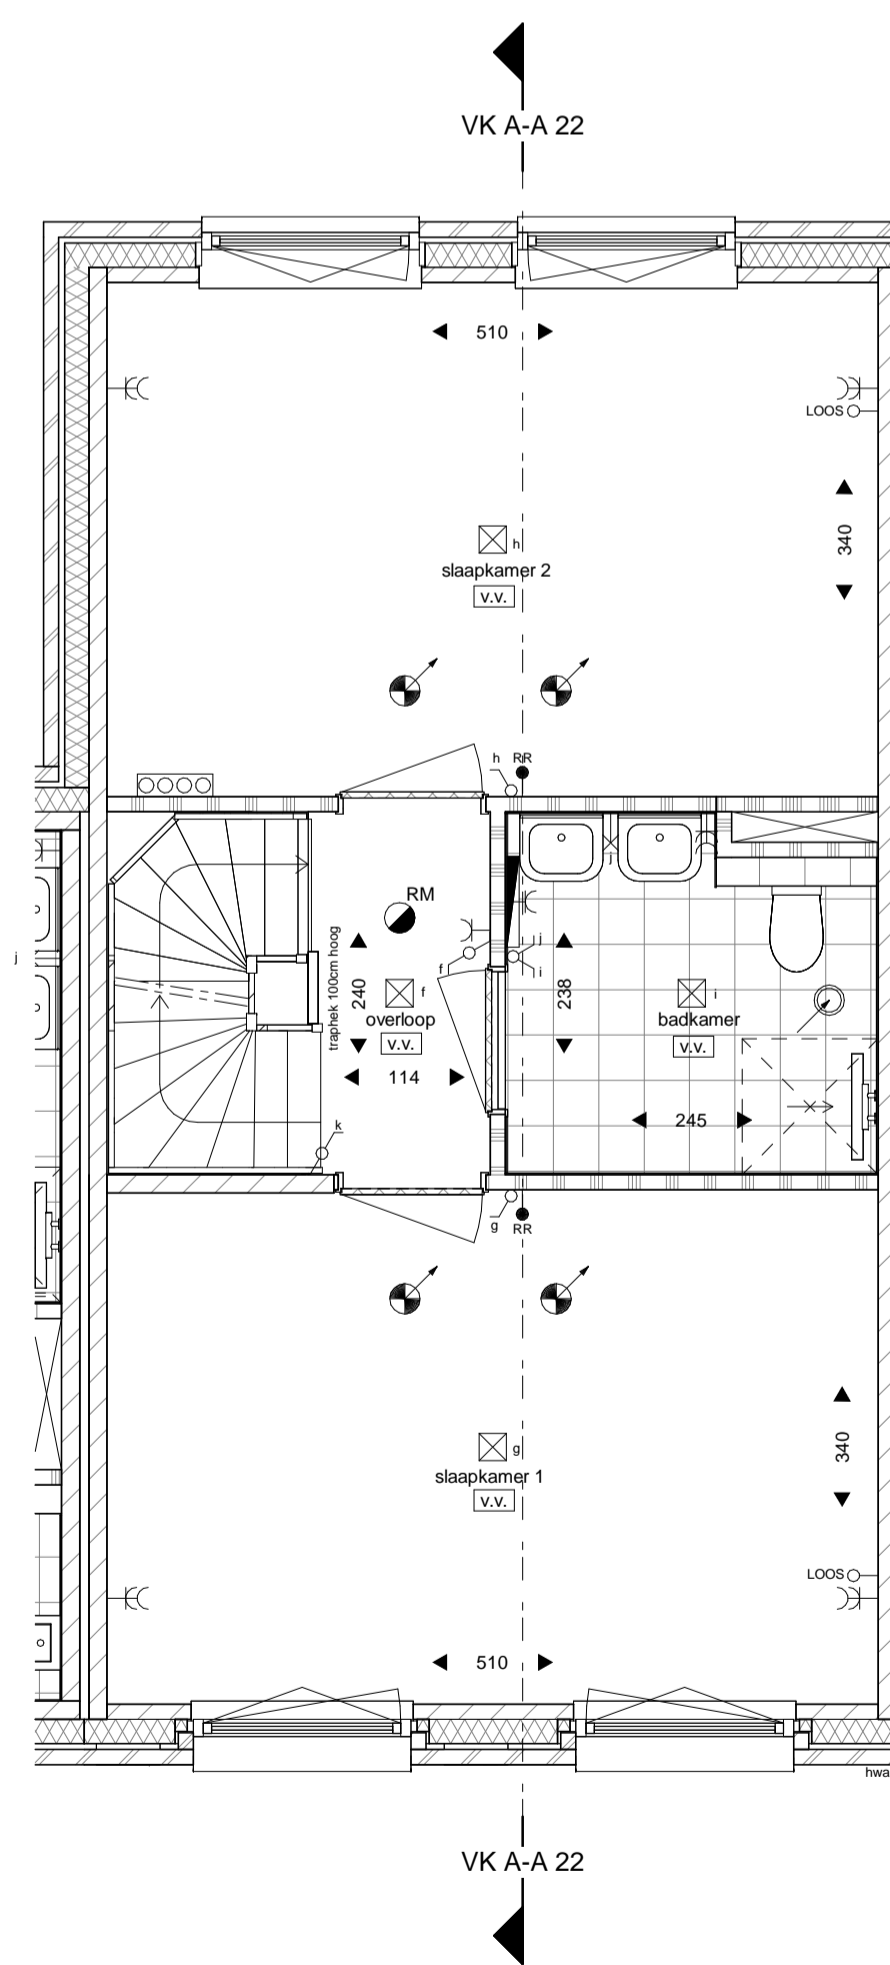 VK A-A 22
510
LOOS
340
h
slaapkamer 2
v.v.
h RR
RM
j
j
traphek 100cm hoog
240
f
f
overloop
v.v.
114
j
i
238
i
badkamer
v.v.
245
k
g
RR
340
g
slaapkamer 1
v.v.
LOOS
510
hwa
VK A-A 22